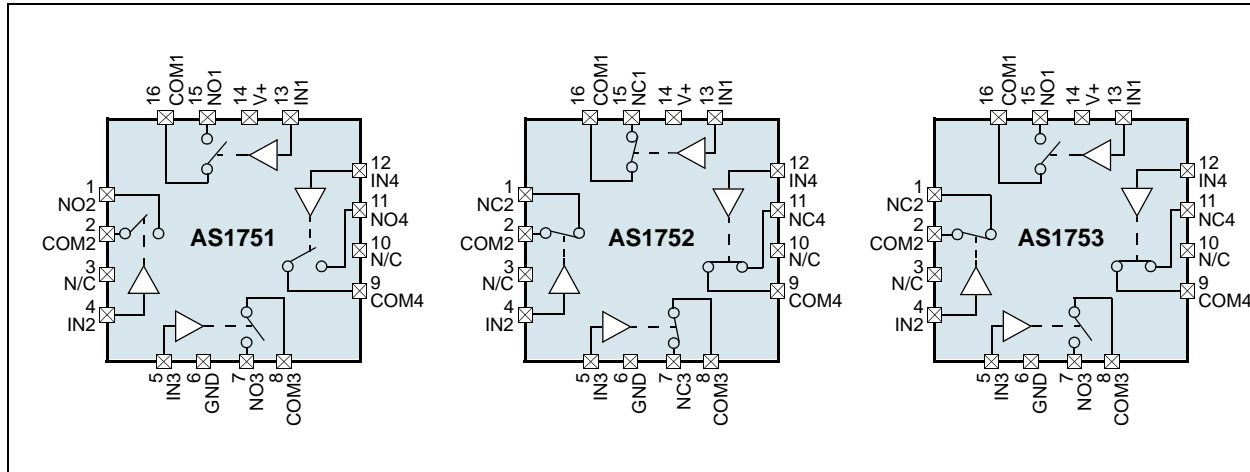 16 COM1
15 NO1
14 V+
13 IN1
1
NO2
2
COM2
3
N/C
4
IN2
AS1751
12
IN4
11
NO4
10
N/C
9
COM4
5 IN3
6 GND
7 NO3
8 COM3
16 COM1
15 NC1
14 V+
13 IN1
1
NC2
2
COM2
3
N/C
4
IN2
AS1752
12
IN4
11
NC4
10
N/C
9
COM4
5 IN3
6 GND
7 NC3
8 COM3
16 COM1
15 NO1
14 V+
13 IN1
1
NC2
2
COM2
3
N/C
4
IN2
AS1753
12
IN4
11
NC4
10
N/C
9
COM4
5 IN3
6 GND
7 NO3
8 COM3